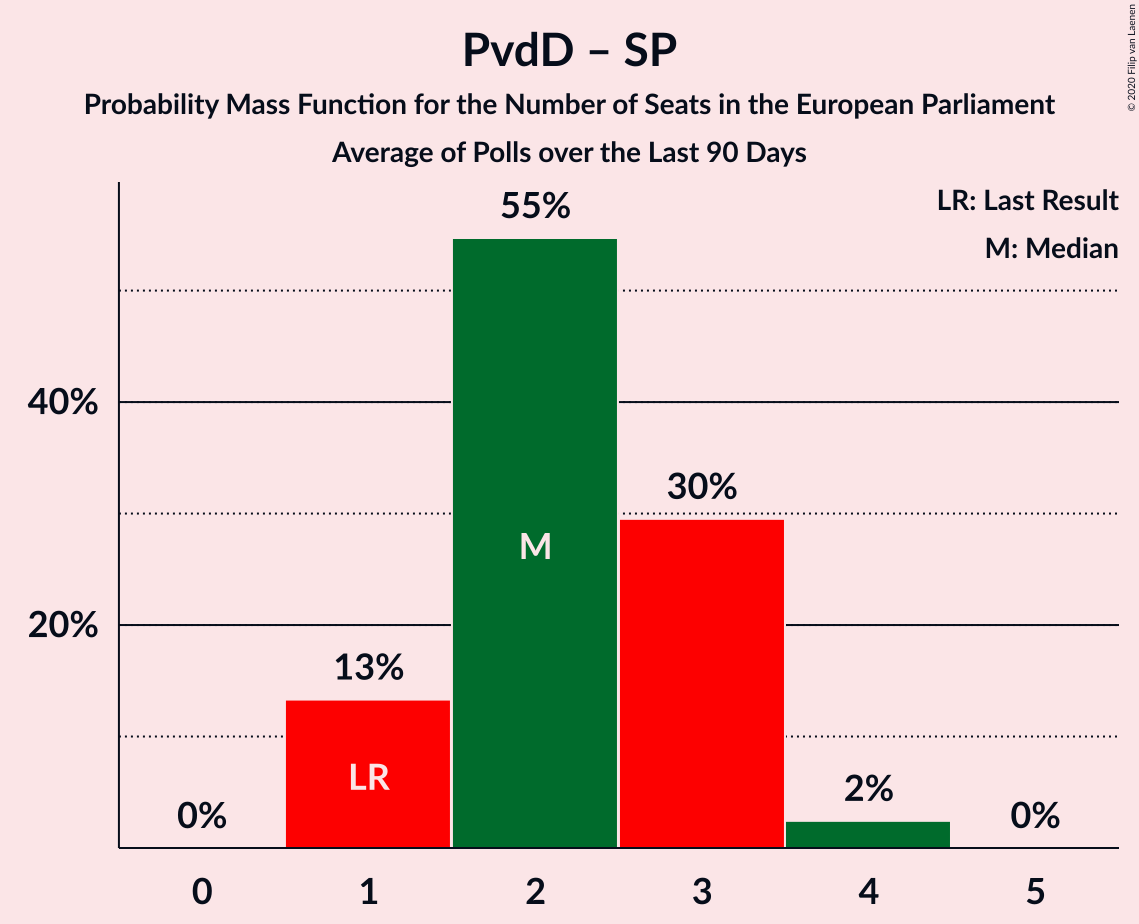 PvdD – SP
Probability Mass Function for the Number of Seats in the European Parliament
Average of Polls over the Last 90 Days
© 2020 Filip van Laenen
LR: Last Result
M: Median
55%
40%
30%
M
20%
13%
LR
2%
0%
0%
0 1 2 3 4 5